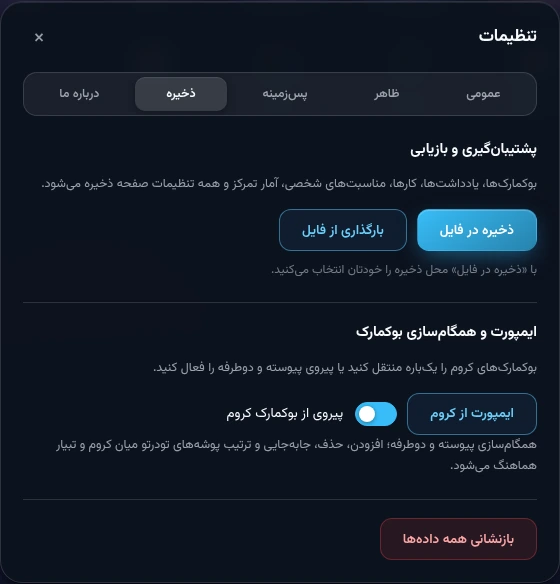 تنظیمات
×
عمومی
ظاهر
پس‌زمینه
ذخیره
درباره ما
پشتیبان‌گیری و بازیابی
بوکمارک‌ها، یادداشت‌ها، کارها، مناسبت‌های شخصی، آمار تمرکز و همه تنظیمات صفحه ذخیره می‌شود.
ذخیره در فایل
بارگذاری از فایل
با «ذخیره در فایل» محل ذخیره را خودتان انتخاب می‌کنید.
ایمپورت و همگام‌سازی بوکمارک
بوکمارک‌های کروم را یک‌باره منتقل کنید یا پیروی پیوسته و دوطرفه را فعال کنید.
ایمپورت از کروم
پیروی از بوکمارک کروم
همگام‌سازی پیوسته و دوطرفه؛ افزودن، حذف، جابه‌جایی و ترتیب پوشه‌های تودرتو میان کروم و تبیار
هماهنگ می‌شود.
بازنشانی همه داده‌ها